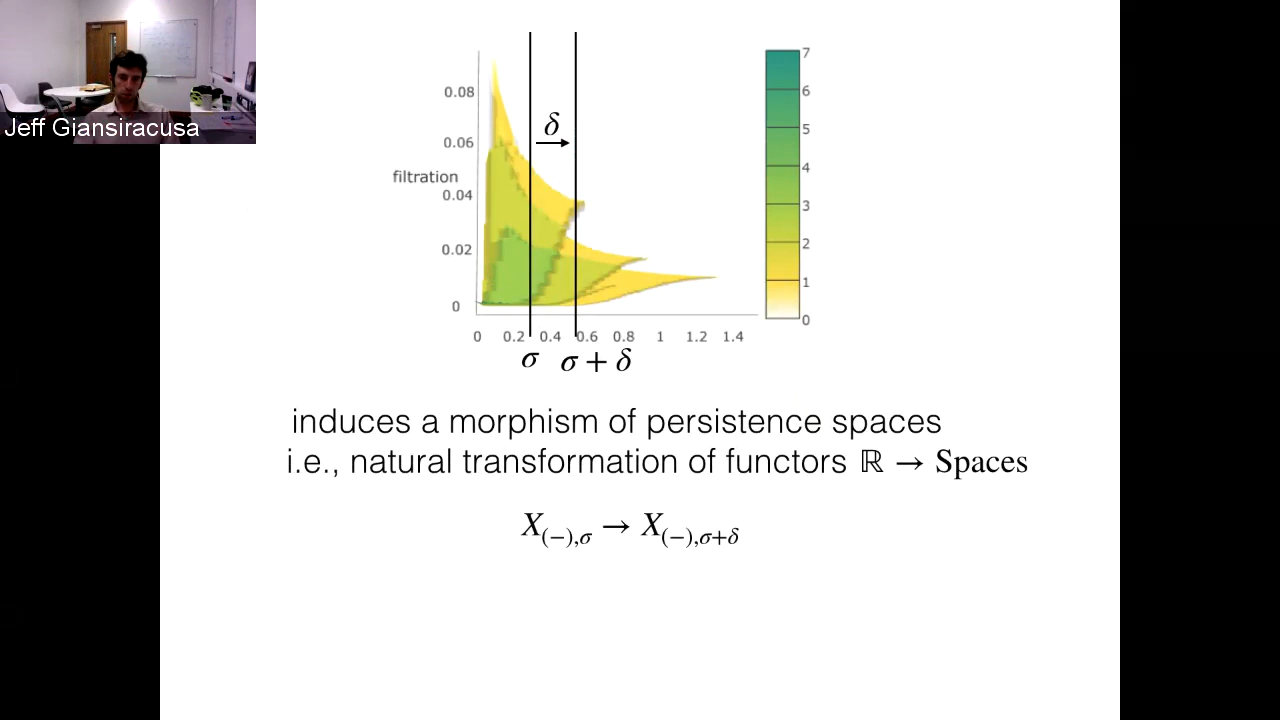 Jeff Giansiracusa
δ
0.08
0.06
filtration
0.04
0.02
0
0 0.2 0.4 0.6 0.8 1 1.2 1.4
7
6
5
4
3
2
1
0
σ σ + δ
induces a morphism of persistence spaces
i.e., natural transformation of functors ℝ → Spaces
X₍₋₎,σ → X₍₋₎,σ+δ